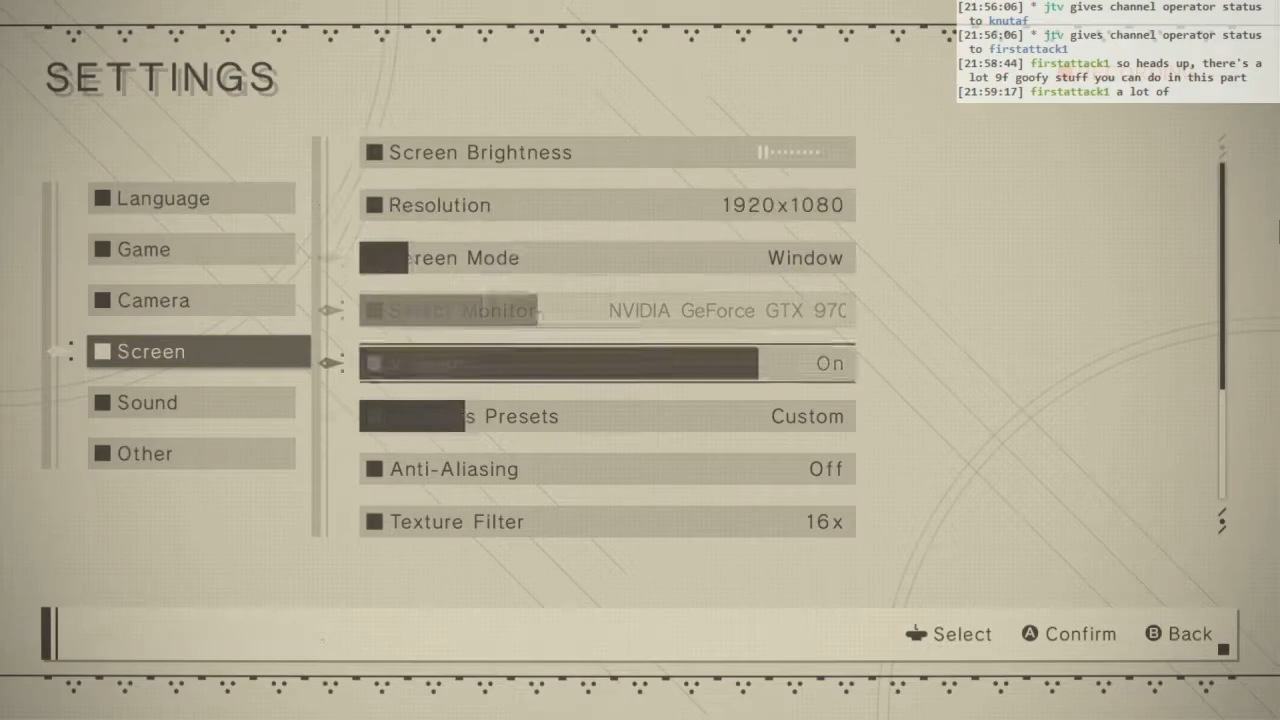 [21:56:06] * jtv gives channel operator status
to knutaf
[21:56:06] * jtv gives channel operator status
to firstattack1
[21:58:44] firstattack1 so heads up, there's a
lot 9f goofy stuff you can do in this part
[21:59:17] firstattack1 a lot of
SETTINGS
Language
Game
Camera
Screen
Sound
Other
Screen Brightness
Resolution 1920x1080
reen Mode Window
Select Monitor NVIDIA GeForce GTX 970
On
s Presets Custom
Anti-Aliasing Off
Texture Filter 16x
Select A Confirm B Back